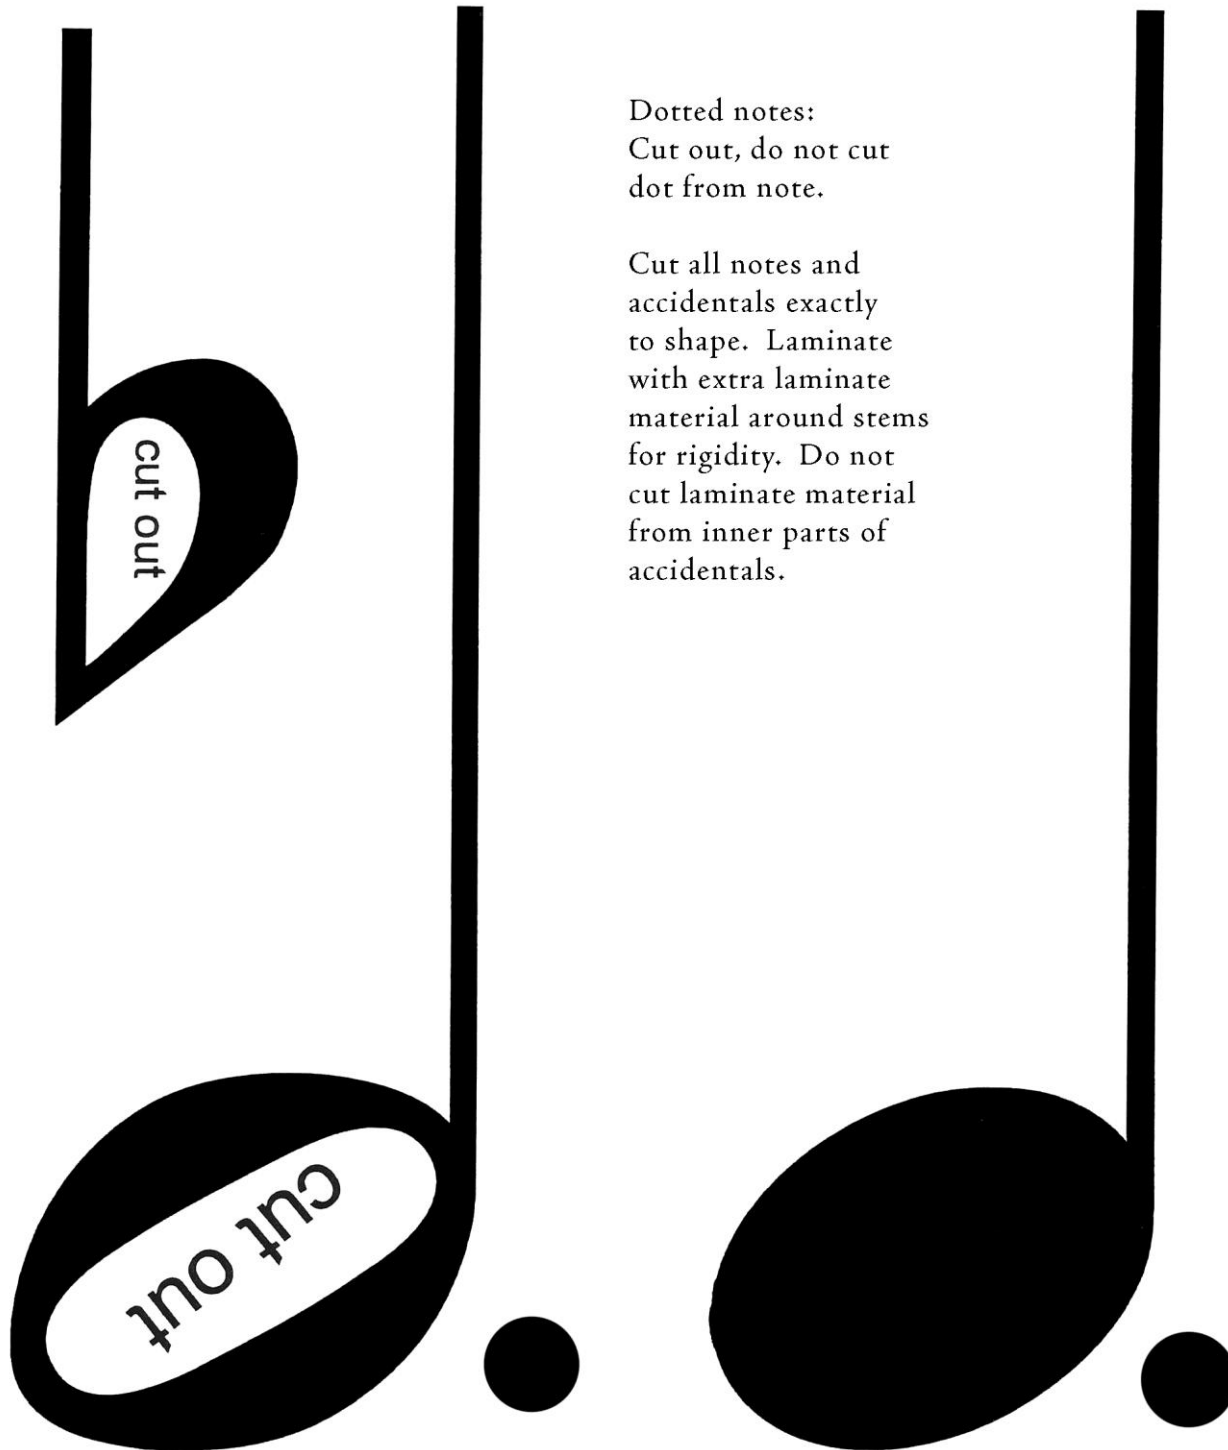 Dotted notes:
Cut out, do not cut
dot from note.
Cut all notes and
accidentals exactly
to shape.  Laminate
with extra laminate
material around stems
for rigidity.  Do not
cut laminate material
from inner parts of
accidentals.
cut out
cut out